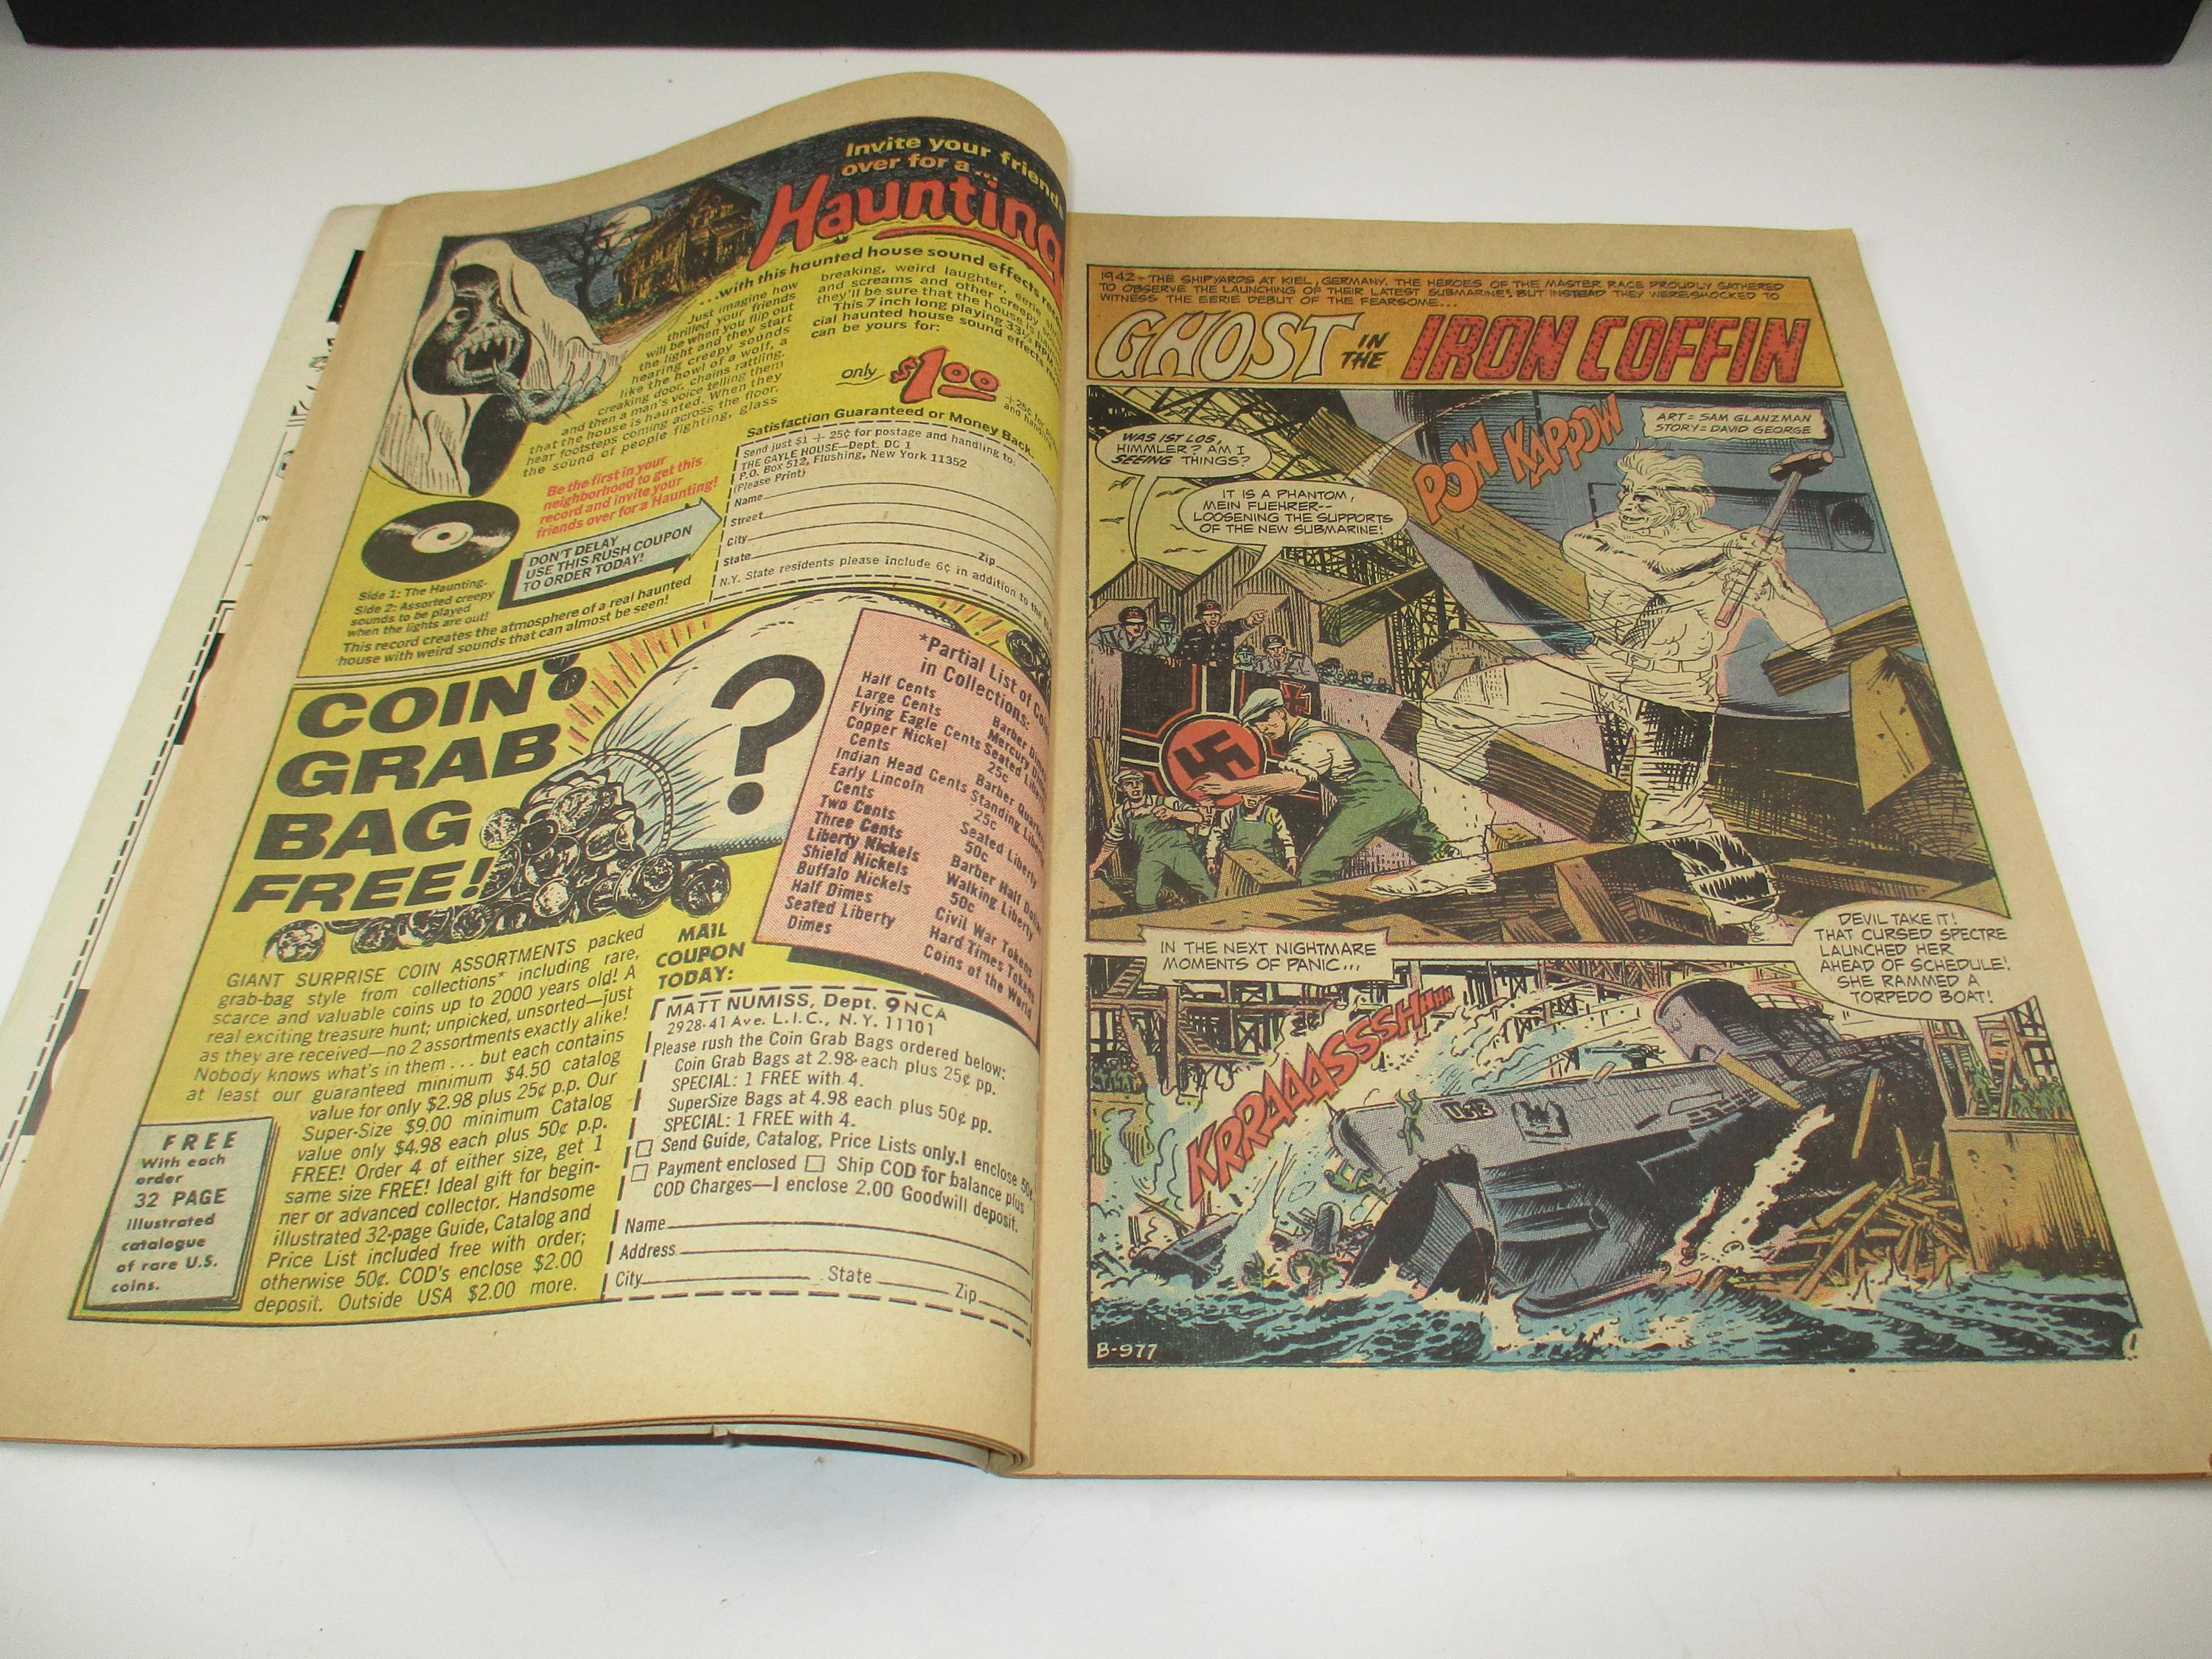 Invite your friends
over for a...
Haunting
...with this haunted house sound effects
Just imagine how
thrilled your friends
will be when you flip out
the light and they start
hearing creepy sounds
like the howl of a wolf, a
creaking door, chains rattling,
and then a man's voice telling them
that the house is haunted. When they
hear footsteps coming across the floor,
the sound of people fighting, glass
breaking, weird laughter, eerie
and screams and other creepy
they'll be sure that the house is
This 7 inch long playing 33⅓ RPM
cial haunted house sound effects
can be yours for:
only $1.00
+25¢ for
and
Satisfaction Guaranteed or Money Back.
Be the first in your
neighborhood to get this
record and invite your
friends over for a Haunting!
DON'T DELAY
USE THIS RUSH COUPON
TO ORDER TODAY!
Send just $1 + 25¢ for postage and handling to:
THE GAYLE HOUSE—Dept. DC 1
P.O. Box 512, Flushing, New York 11352
(Please Print)
Name
Street
City
State Zip
N.Y. State residents please include 6¢ in addition to the
Side 1: The Haunting.
Side 2: Assorted creepy
sounds to be played
when the lights are out!
This record creates the atmosphere of a real haunted
house with weird sounds that can almost be seen!
COIN
GRAB
BAG
FREE!
?
*Partial List of
in Collections:
Half Cents
Large Cents
Flying Eagle Cents
Copper Nickel
Cents
Indian Head Cents
Early Lincoln
Cents
Two Cents
Three Cents
Liberty Nickels
Shield Nickels
Buffalo Nickels
Half Dimes
Seated Liberty
Dimes
Barber
Mercury
Seated
25c
Barber
Standing
25c
Seated Liberty
50c
Barber Half
Walking Liberty
50c
Civil War Tokens
Hard Times Tokens
Coins of the World
GIANT SURPRISE COIN ASSORTMENTS packed
grab-bag style from collections* including rare,
scarce and valuable coins up to 2000 years old! A
real exciting treasure hunt; unpicked, unsorted—just
as they are received—no 2 assortments exactly alike!
Nobody knows what's in them . . . but each contains
at least our guaranteed minimum $4.50 catalog
value for only $2.98 plus 25¢ p.p. Our
Super-Size $9.00 minimum Catalog
value only $4.98 each plus 50¢ p.p.
FREE! Order 4 of either size, get 1
same size FREE! Ideal gift for begin-
ner or advanced collector. Handsome
illustrated 32-page Guide, Catalog and
Price List included free with order;
otherwise 50¢. COD's enclose $2.00
deposit. Outside USA $2.00 more.
FREE
With each
order
32 PAGE
illustrated
catalogue
of rare U.S.
coins.
MAIL
COUPON
TODAY:
MATT NUMISS, Dept. 9NCA
2928-41 Ave. L.I.C., N.Y. 11101
Please rush the Coin Grab Bags ordered below:
Coin Grab Bags at 2.98 each plus 25¢ pp.
SPECIAL: 1 FREE with 4.
SuperSize Bags at 4.98 each plus 50¢ pp.
SPECIAL: 1 FREE with 4.
Send Guide, Catalog, Price Lists only. I enclose 50¢
Payment enclosed Ship COD for balance plus
COD Charges—I enclose 2.00 Goodwill deposit.
Name
Address
City State Zip
1942-THE SHIPYARDS AT KIEL, GERMANY. THE HEROES OF THE MASTER RACE PROUDLY GATHERED
TO OBSERVE THE LAUNCHING OF THEIR LATEST SUBMARINE! BUT INSTEAD THEY WERE SHOCKED TO
WITNESS THE EERIE DEBUT OF THE FEARSOME...
GHOST IN THE IRON COFFIN
ART = SAM GLANZMAN
STORY = DAVID GEORGE
POW KAPPOW
WAS IST LOS,
HIMMLER? AM I
SEEING THINGS?
IT IS A PHANTOM,
MEIN FUEHRER--
LOOSENING THE SUPPORTS
OF THE NEW SUBMARINE!
IN THE NEXT NIGHTMARE
MOMENTS OF PANIC...
DEVIL TAKE IT!
THAT CURSED SPECTRE
LAUNCHED HER
AHEAD OF SCHEDULE!
SHE RAMMED A
TORPEDO BOAT!
KRRAAASSSSHHHH
B-977
1